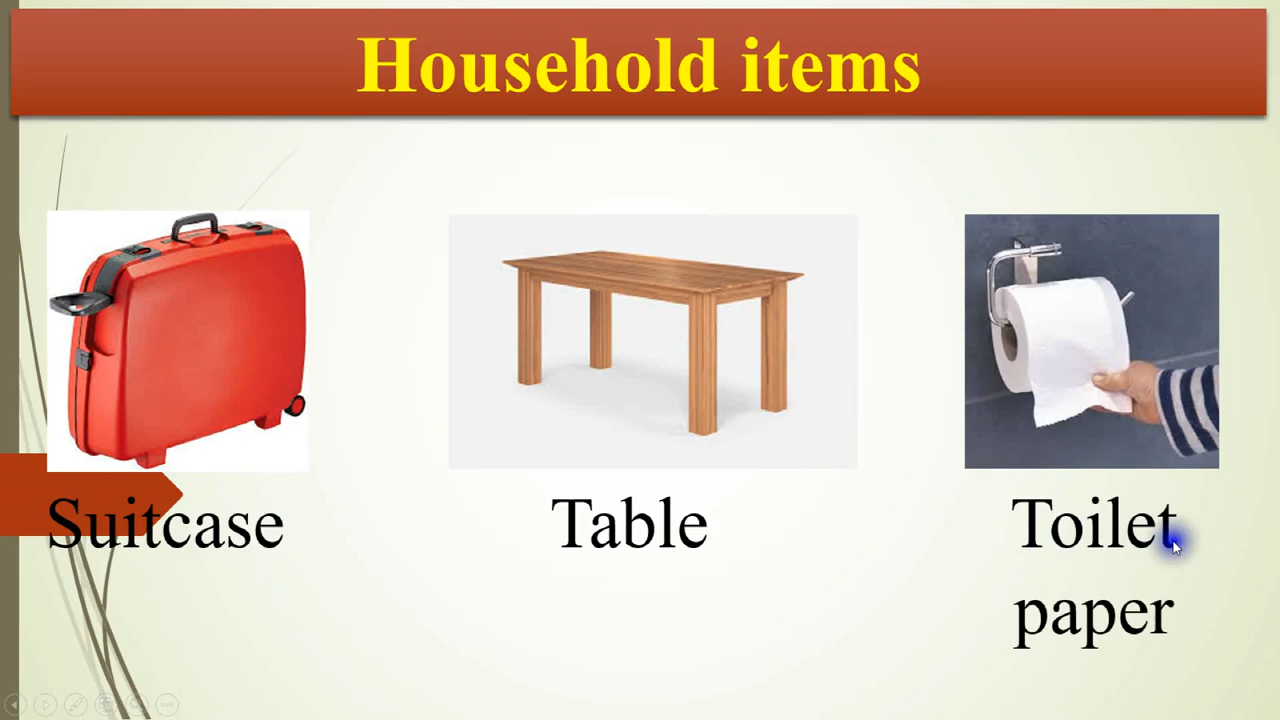 Household items
Suitcase
Table
Toilet
paper